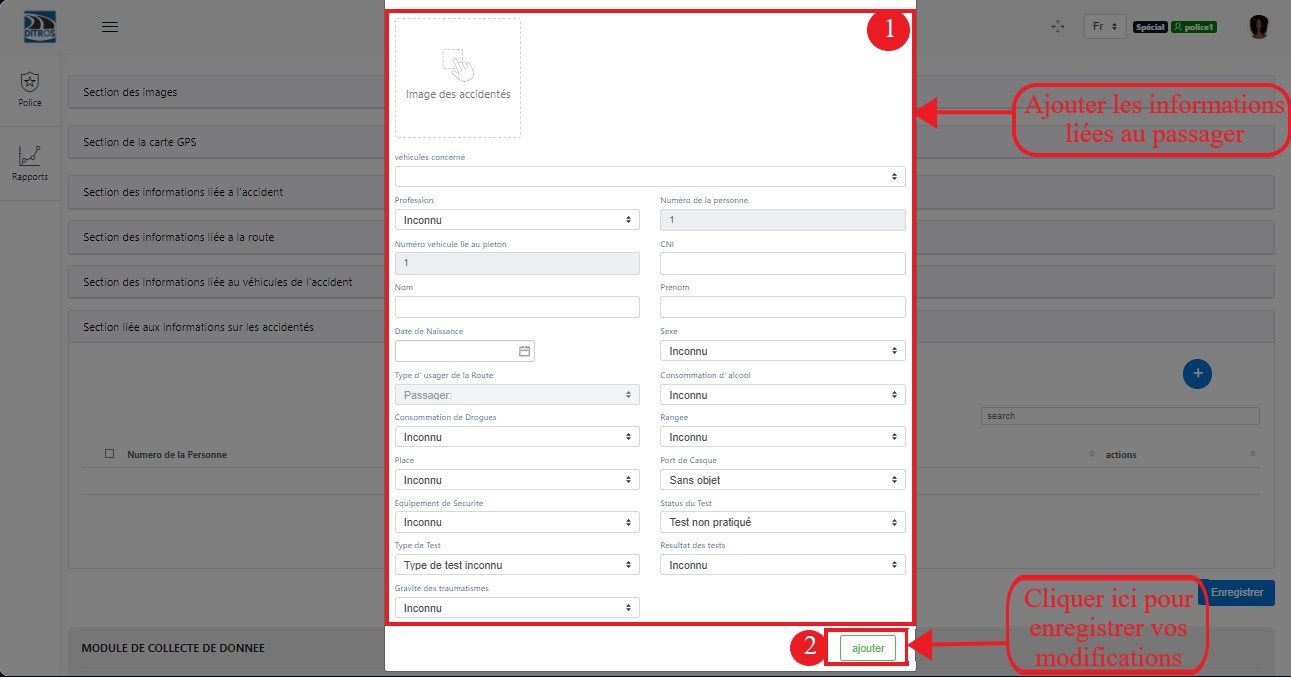 DITROS
Fr
Spécial
police1
1
Image des accidentés
Police
Section des images
Ajouter les informations
liées au passager
Section de la carte GPS
véhicules concerné
Rapports
Section des informations liée a l'accident
Profession
Numéro de la personne
Inconnu
1
Section des informations liée a la route
Numéro vehicule lie au pieton
CNI
1
Section des informations liée au véhicules de l'accident
Nom
Prenom
Section liée aux informations sur les accidentés
Date de Naissance
Sexe
Inconnu
+
Type d' usager de la Route
Consommation d' alcool
Passager:
Inconnu
search
Consommation de Drogues
Rangee
Inconnu
Inconnu
Numero de la Personne
actions
Place
Port de Casque
Inconnu
Sans objet
Equipement de Securite
Status du Test
Inconnu
Test non pratiqué
Type de Test
Resultat des tests
Type de test inconnu
Inconnu
Gravite des traumatismes
Inconnu
Enregistrer
Cliquer ici pour
enregistrer vos
modifications
2
ajouter
MODULE DE COLLECTE DE DONNEE